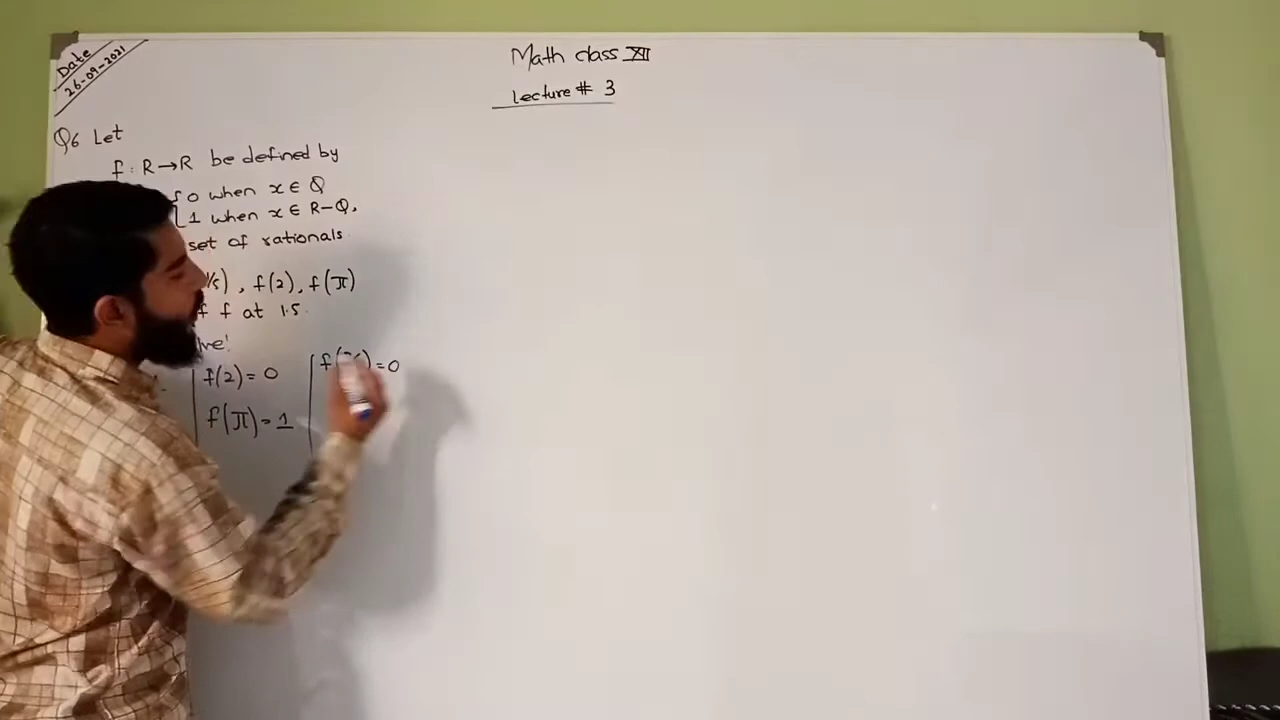 Date
26-09-2021
Math class XII
Lecture # 3
Q6 Let
f : R→R be defined by
0 when x ∈ Q
1 when x ∈ R-Q,
set of rationals
/5) , f(2), f(π)
f f at 1.5.
f(2) = 0
f(π) = 1
f( ) = 0